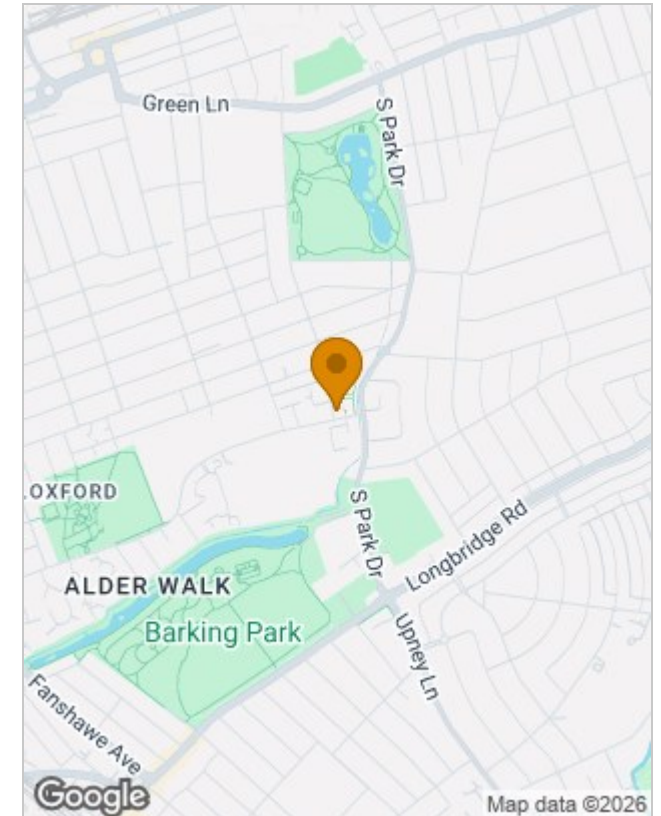 Green Ln
S Park Dr
OXFORD
S Park Dr
Longbridge Rd
ALDER WALK
Barking Park
Upney Ln
Fanshawe Ave
Google
Map data ©2026